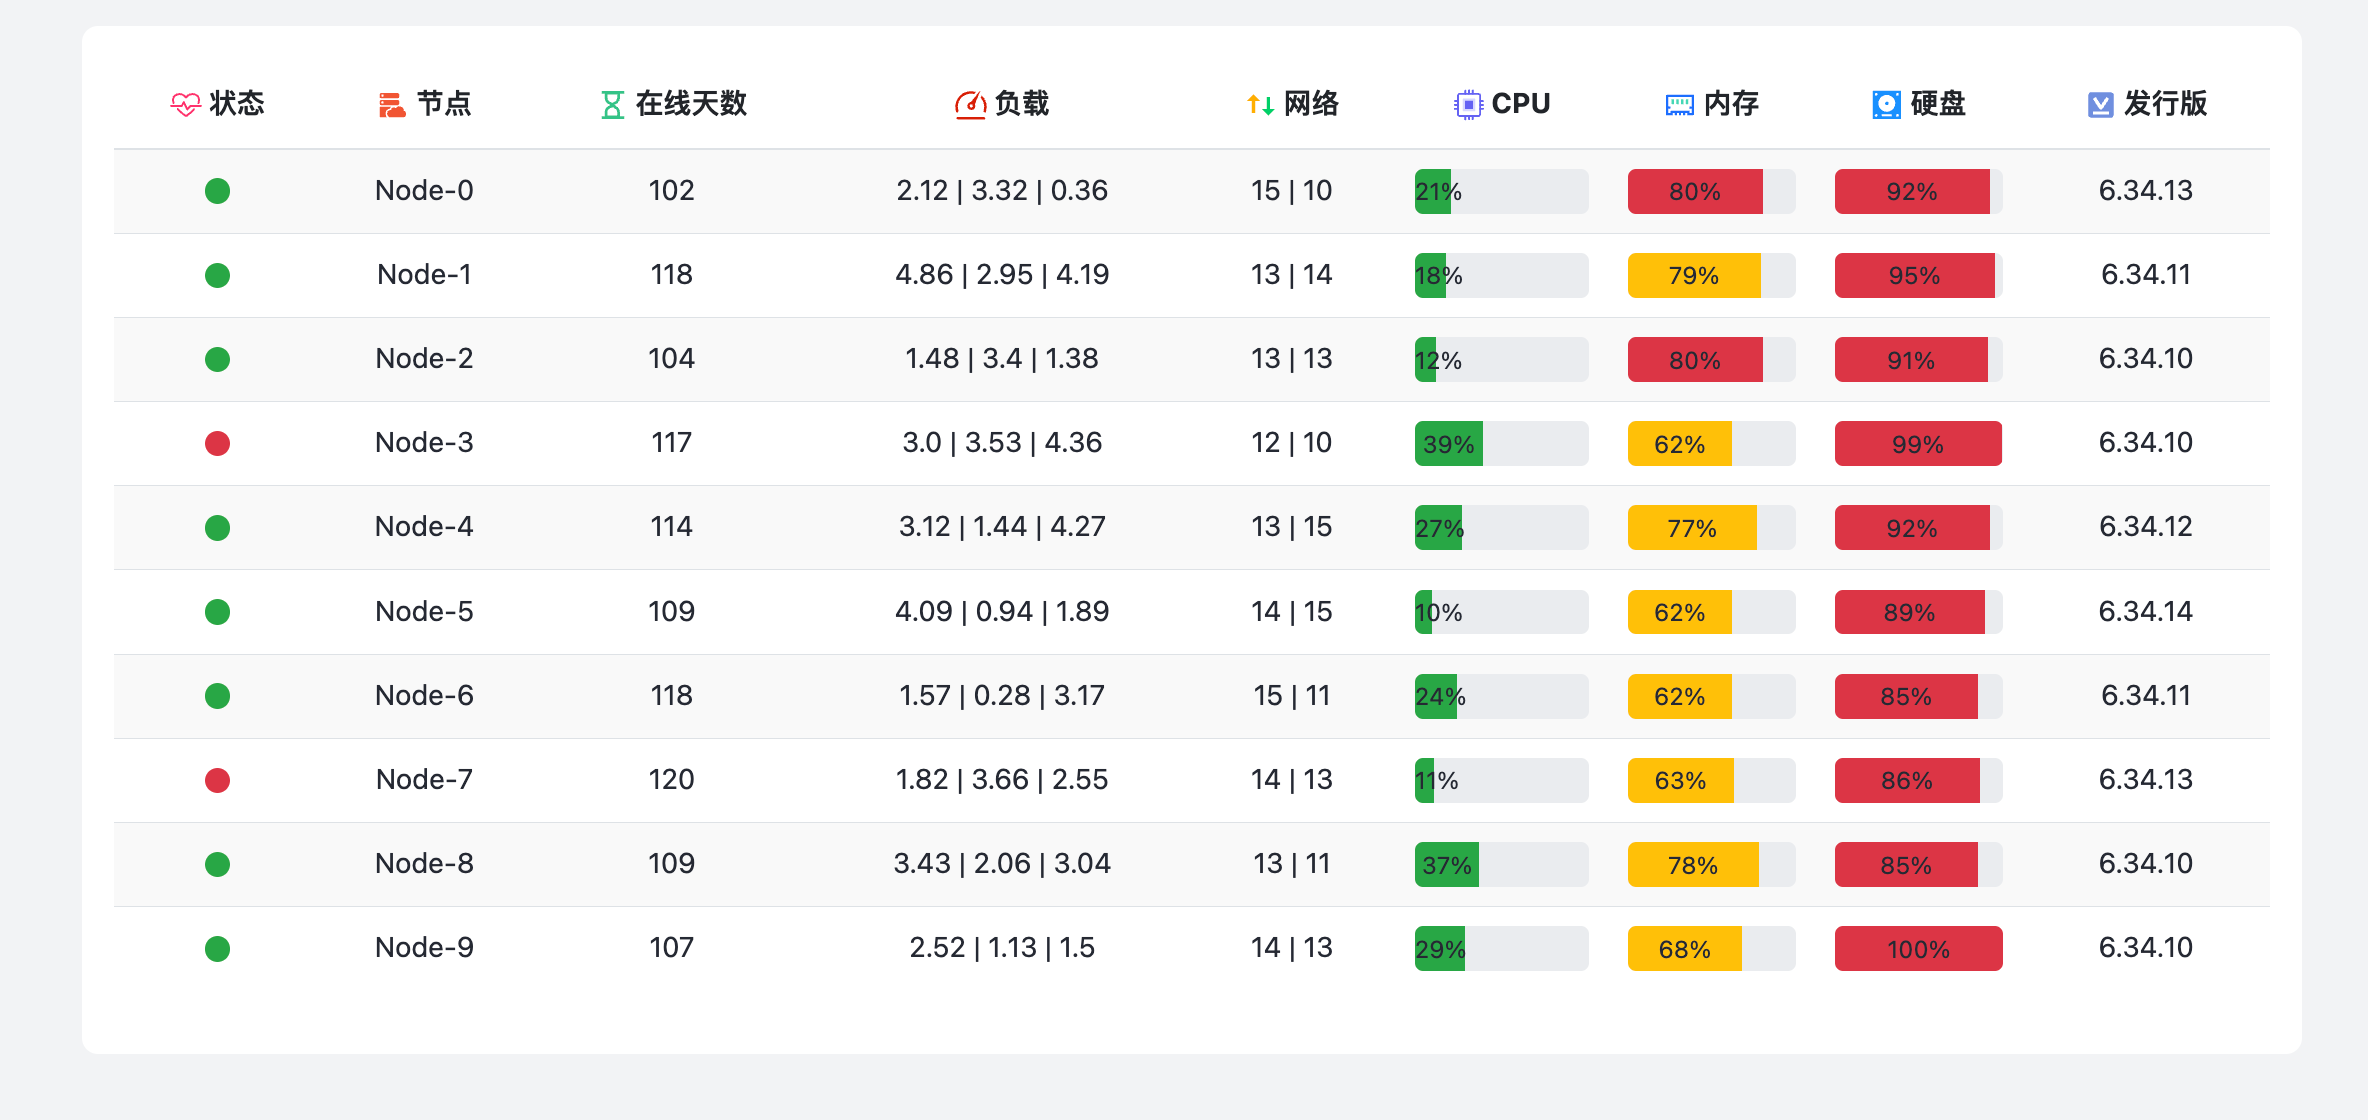 状态 节点 在线天数 负载 网络 CPU 内存 硬盘 发行版
Node-0 102 2.12 | 3.32 | 0.36 15 | 10 21% 80% 92% 6.34.13
Node-1 118 4.86 | 2.95 | 4.19 13 | 14 18% 79% 95% 6.34.11
Node-2 104 1.48 | 3.4 | 1.38 13 | 13 12% 80% 91% 6.34.10
Node-3 117 3.0 | 3.53 | 4.36 12 | 10 39% 62% 99% 6.34.10
Node-4 114 3.12 | 1.44 | 4.27 13 | 15 27% 77% 92% 6.34.12
Node-5 109 4.09 | 0.94 | 1.89 14 | 15 10% 62% 89% 6.34.14
Node-6 118 1.57 | 0.28 | 3.17 15 | 11 24% 62% 85% 6.34.11
Node-7 120 1.82 | 3.66 | 2.55 14 | 13 11% 63% 86% 6.34.13
Node-8 109 3.43 | 2.06 | 3.04 13 | 11 37% 78% 85% 6.34.10
Node-9 107 2.52 | 1.13 | 1.5 14 | 13 29% 68% 100% 6.34.10